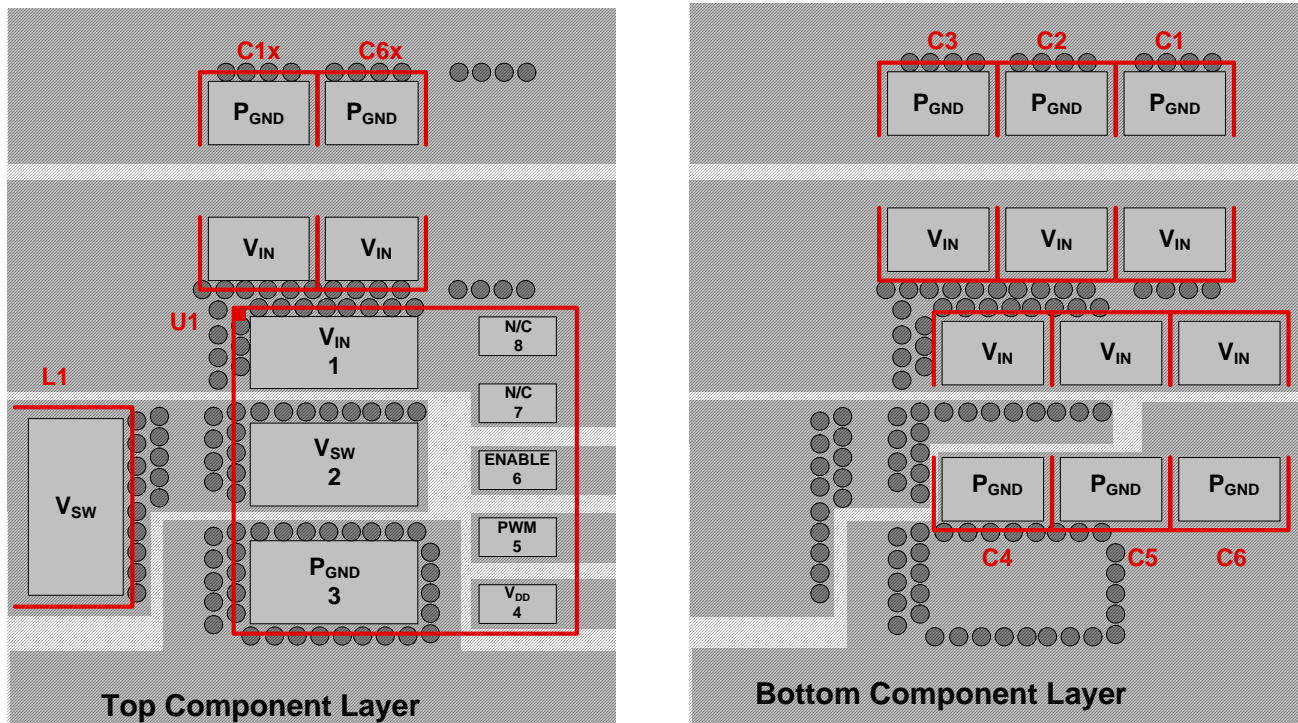 C1x C6x
PGND PGND
VIN VIN
U1
VIN
1
N/C
8
L1
N/C
7
VSW
2
ENABLE
6
VSW
PWM
5
PGND
3
VDD
4
Top Component Layer
C3 C2 C1
PGND PGND PGND
VIN VIN VIN
VIN VIN VIN
PGND PGND PGND
C4 C5 C6
Bottom Component Layer